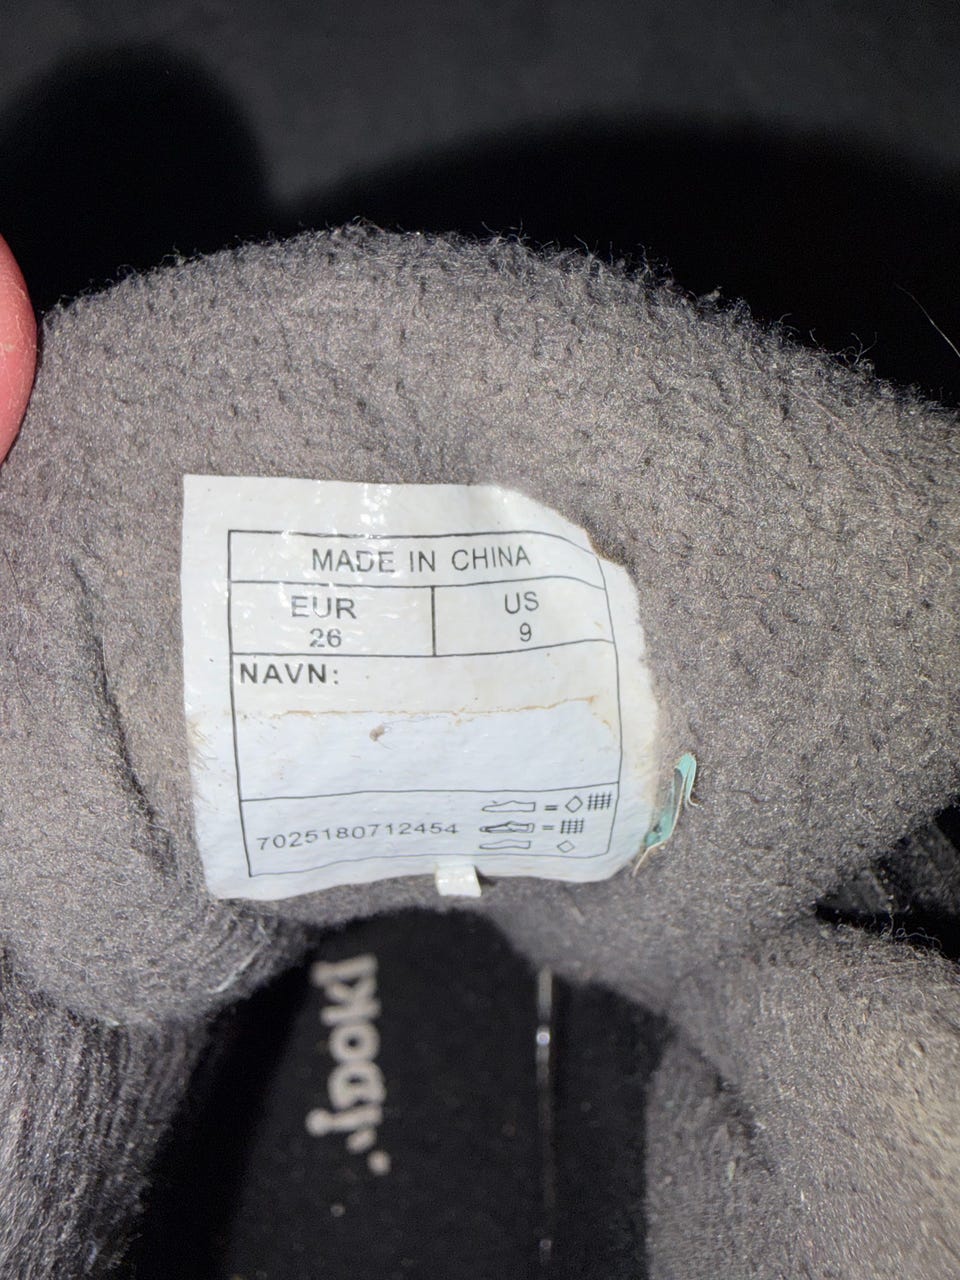 MADE IN CHINA
EUR
26
US
9
NAVN:
7025180712454